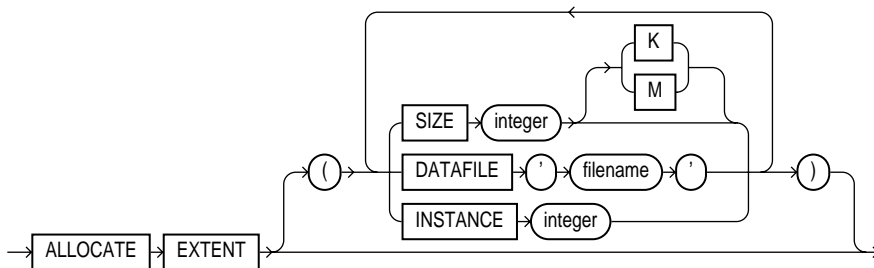 K
M
SIZE integer
( DATAFILE ' filename ' )
INSTANCE integer
ALLOCATE EXTENT